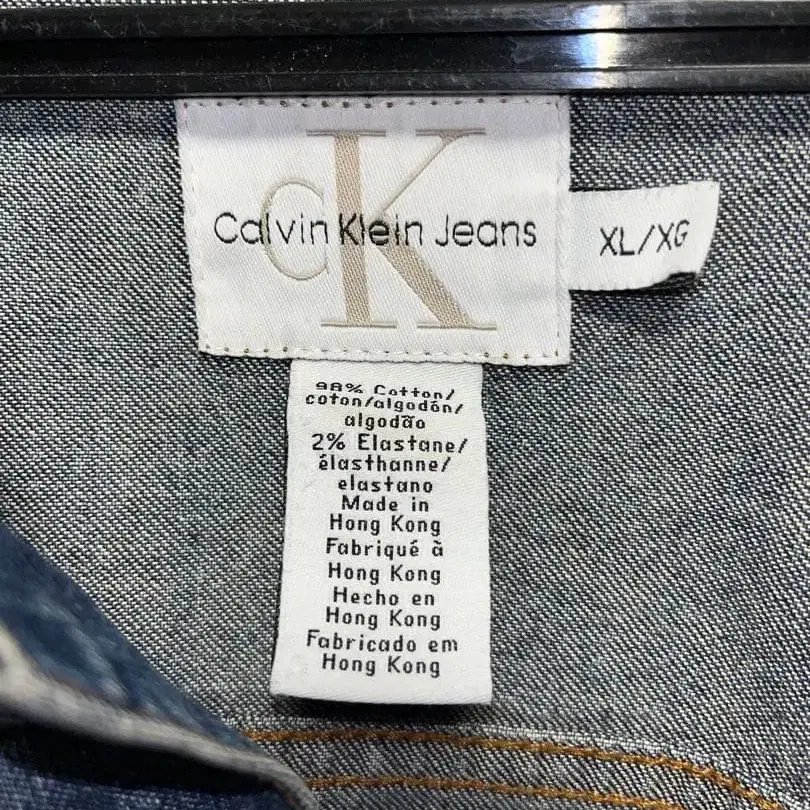 CK
Calvin Klein Jeans
XL/XG
98% Cotton/
coton/algodón/
algodão
2% Elastane/
élasthanne/
elastano
Made in
Hong Kong
Fabriqué à
Hong Kong
Hecho en
Hong Kong
Fabricado em
Hong Kong